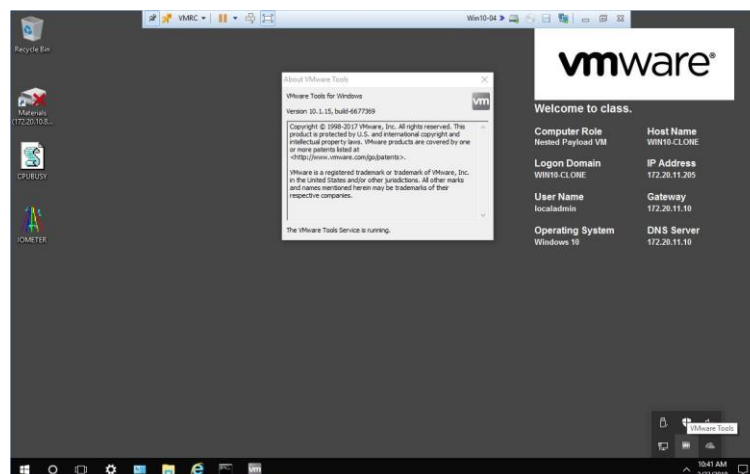 VMRC
Win10-04
Recycle Bin
Materials
(172.20.10.8...
CPUBUSY
IOMETER
About VMware Tools
VMware Tools for Windows
Version 10.1.15, build-6677369
vm
Copyright © 1998-2017 VMware, Inc. All rights reserved. This
product is protected by U.S. and international copyright and
intellectual property laws. VMware products are covered by one
or more patents listed at
<http://www.vmware.com/go/patents>.
VMware is a registered trademark or trademark of VMware, Inc.
in the United States and/or other jurisdictions. All other marks
and names mentioned herein may be trademarks of their
respective companies.
The VMware Tools Service is running.
vmware®
Welcome to class.
Computer Role
Nested Payload VM
Host Name
WIN10-CLONE
Logon Domain
WIN10-CLONE
IP Address
172.20.11.205
User Name
localadmin
Gateway
172.20.11.10
Operating System
Windows 10
DNS Server
172.20.11.10
VMware Tools
vm
10:41 AM